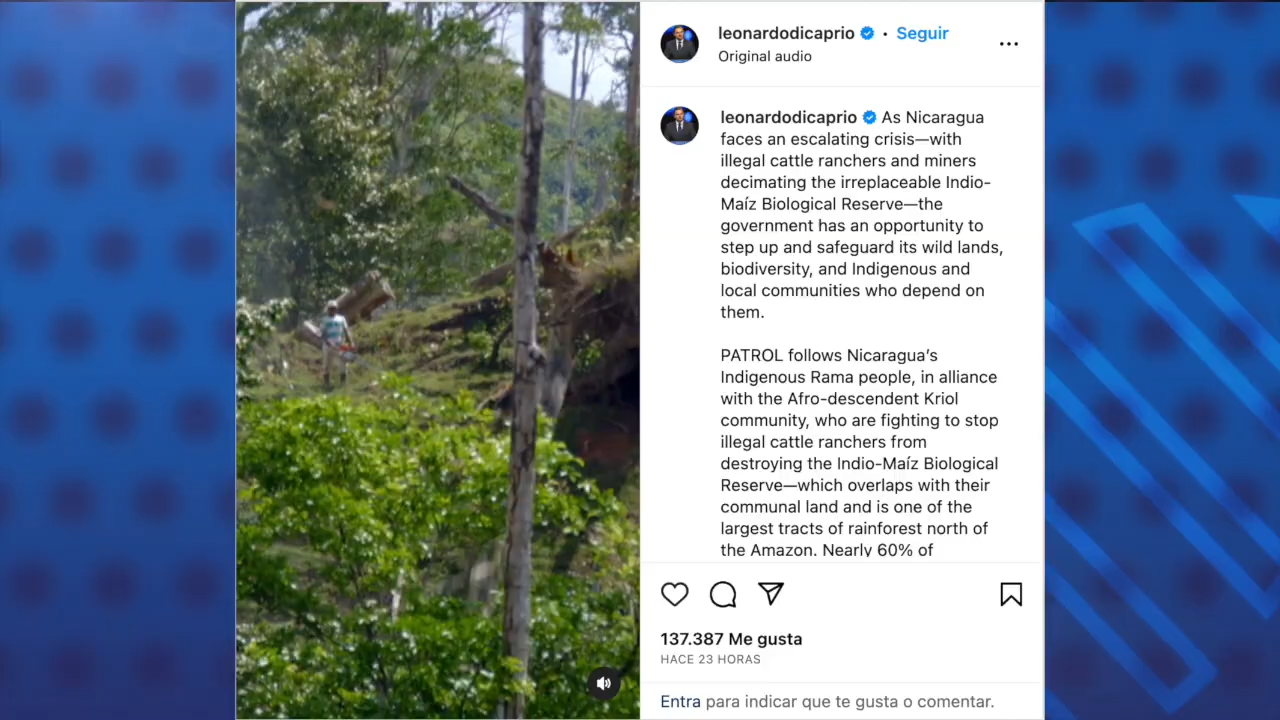 leonardodicaprio • Seguir
Original audio
leonardodicaprio As Nicaragua
faces an escalating crisis—with
illegal cattle ranchers and miners
decimating the irreplaceable Indio-
Maíz Biological Reserve—the
government has an opportunity to
step up and safeguard its wild lands,
biodiversity, and Indigenous and
local communities who depend on
them.
PATROL follows Nicaragua’s
Indigenous Rama people, in alliance
with the Afro-descendent Kriol
community, who are fighting to stop
illegal cattle ranchers from
destroying the Indio-Maíz Biological
Reserve—which overlaps with their
communal land and is one of the
largest tracts of rainforest north of
the Amazon. Nearly 60% of
137.387 Me gusta
HACE 23 HORAS
Entra para indicar que te gusta o comentar.